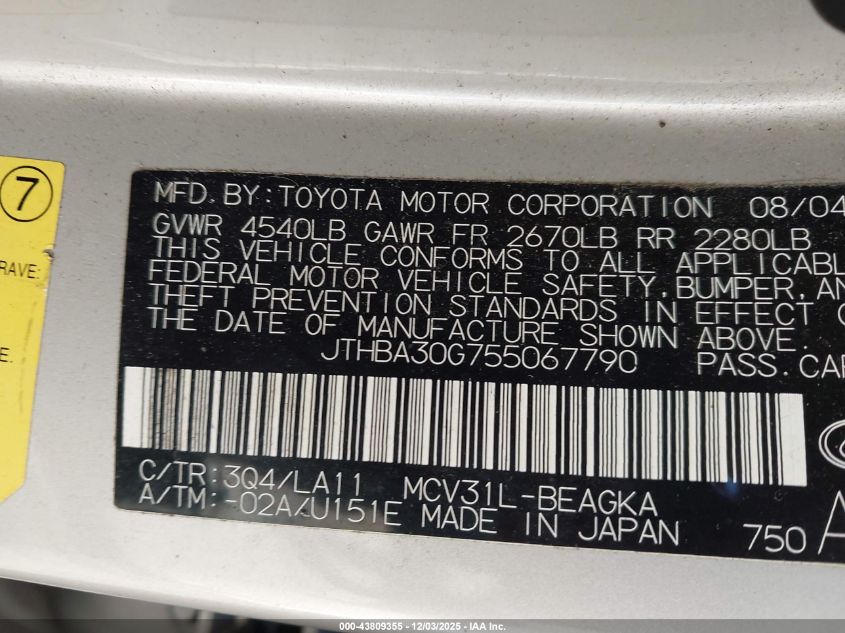 7
RAVE:
E.
MFD. BY: TOYOTA MOTOR CORPORATION 08/04
GVWR 4540LB GAWR FR 2670LB RR 2280LB
THIS VEHICLE CONFORMS TO ALL APPLICABL
FEDERAL MOTOR VEHICLE SAFETY, BUMPER, AN
THEFT PREVENTION STANDARDS IN EFFECT O
THE DATE OF MANUFACTURE SHOWN ABOVE.
JTHBA30G755067790 PASS. CAR
C/TR: 3Q4/LA11 MCV31L-BEAGKA
A/TM: -02A/U151E MADE IN JAPAN 750
000-43809355 - 12/03/2025 - IAA Inc.